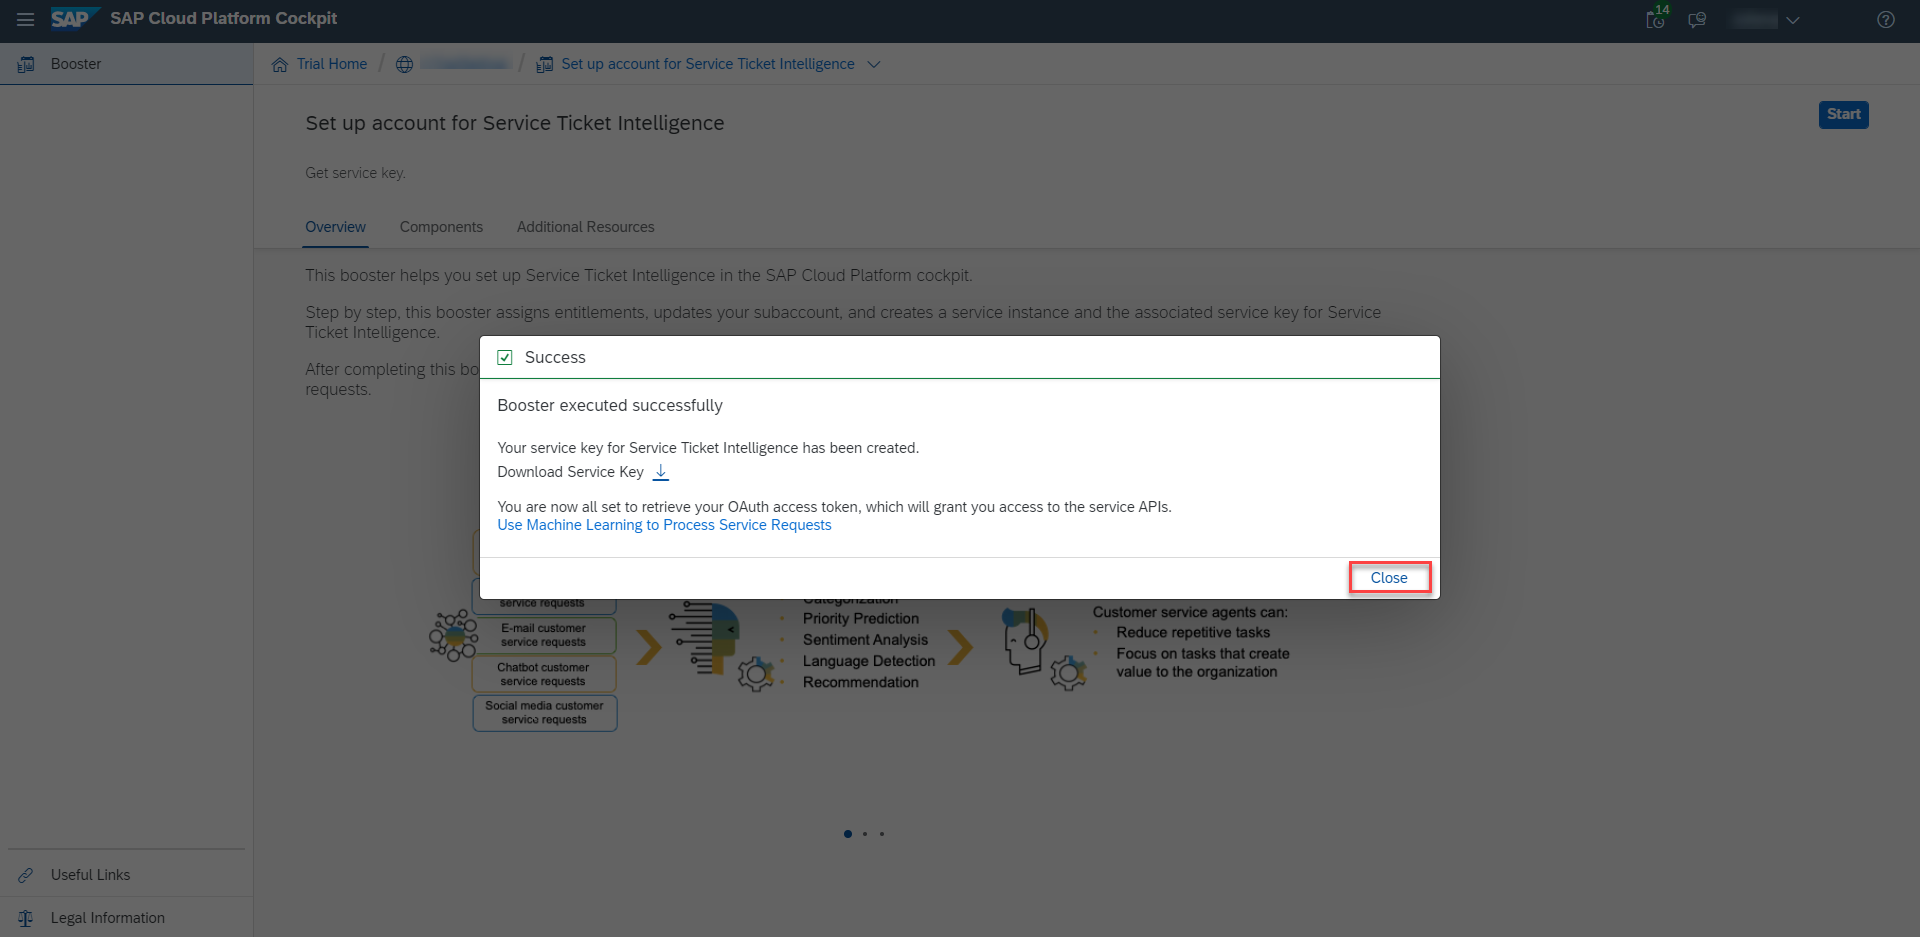 SAP SAP Cloud Platform Cockpit
14
Booster
Trial Home / / Set up account for Service Ticket Intelligence
Set up account for Service Ticket Intelligence
Start
Get service key.
Overview Components Additional Resources
This booster helps you set up Service Ticket Intelligence in the SAP Cloud Platform cockpit.
Step by step, this booster assigns entitlements, updates your subaccount, and creates a service instance and the associated service key for Service
Ticket Intelligence.
After completing this bo
requests.
Success
Booster executed successfully
Your service key for Service Ticket Intelligence has been created.
Download Service Key
You are now all set to retrieve your OAuth access token, which will grant you access to the service APIs.
Use Machine Learning to Process Service Requests
Close
service requests
E-mail customer
service requests
Chatbot customer
service requests
Social media customer
service requests
Categorization
Priority Prediction
Sentiment Analysis
Language Detection
Recommendation
Customer service agents can:
Reduce repetitive tasks
Focus on tasks that create
value to the organization
Useful Links
Legal Information